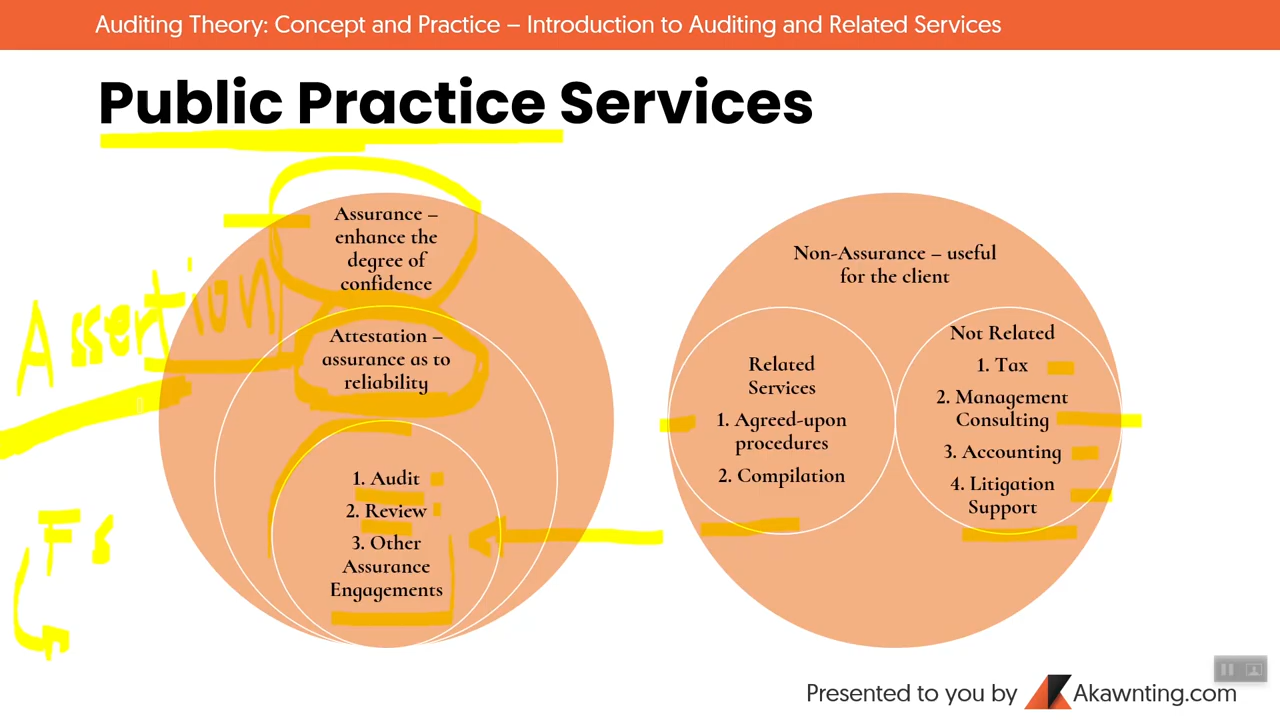 Auditing Theory: Concept and Practice – Introduction to Auditing and Related Services
Public Practice Services
Assurance –
enhance the
degree of
confidence
Attestation –
assurance as to
reliability
1. Audit
2. Review
3. Other
Assurance
Engagements
Assertion
Fs
Non-Assurance – useful
for the client
Related
Services
1. Agreed-upon
procedures
2. Compilation
Not Related
1. Tax
2. Management
Consulting
3. Accounting
4. Litigation
Support
Presented to you by Akawnting.com